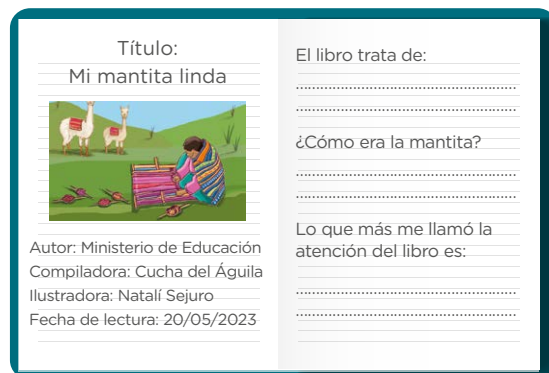 Título:
Mi mantita linda
Autor: Ministerio de Educación
Compiladora: Cucha del Águila
Ilustradora: Natalí Sejuro
Fecha de lectura: 20/05/2023
El libro trata de:
..............................................
..............................................
¿Cómo era la mantita?
..............................................
..............................................
Lo que más me llamó la
atención del libro es:
..............................................
..............................................